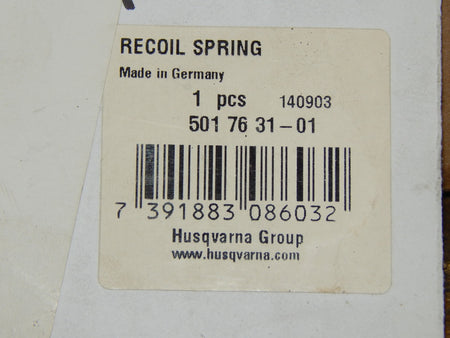 RECOIL SPRING
Made in Germany
1 pcs 140903
501 76 31-01
7 391883 086032
Husqvarna Group
www.husqvarna.com